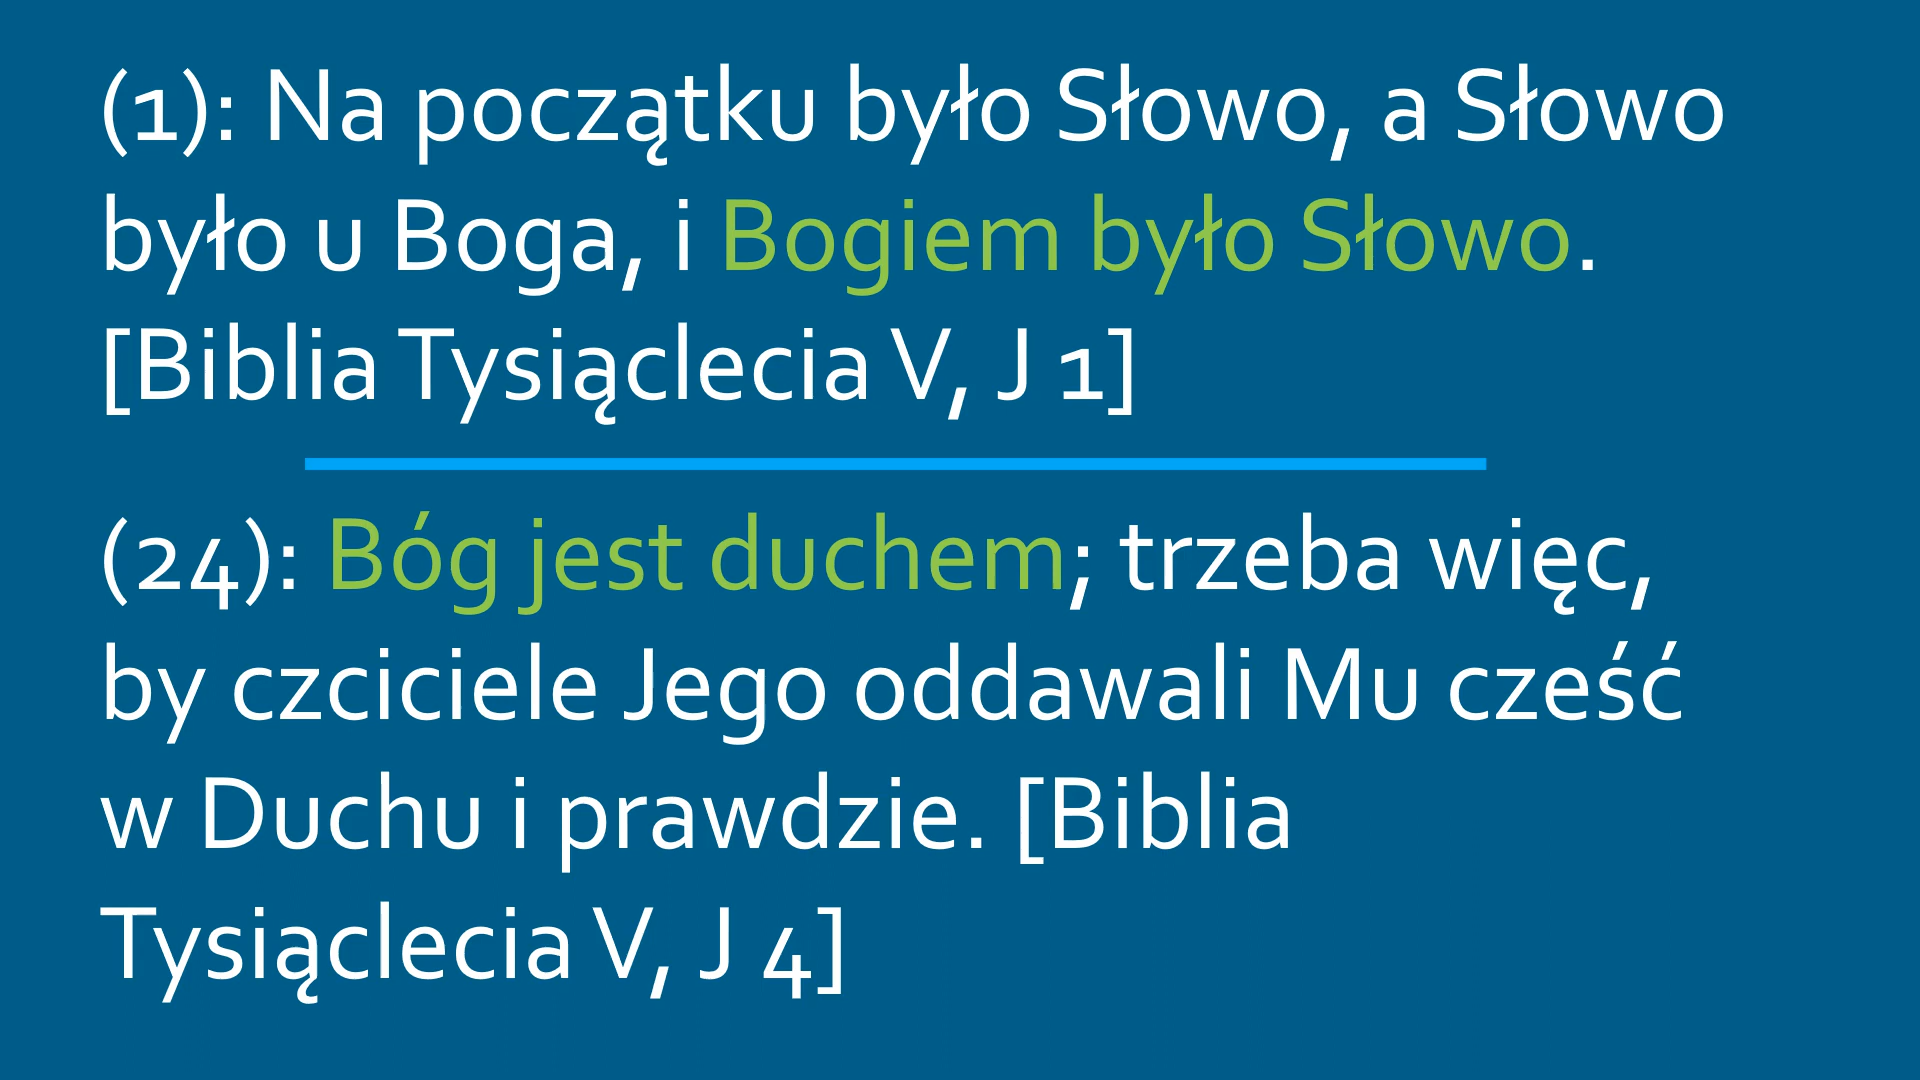 (1): Na początku było Słowo, a Słowo
było u Boga, i Bogiem było Słowo.
[Biblia Tysiąclecia V, J 1]
(24): Bóg jest duchem; trzeba więc,
by czciciele Jego oddawali Mu cześć
w Duchu i prawdzie. [Biblia
Tysiąclecia V, J 4]